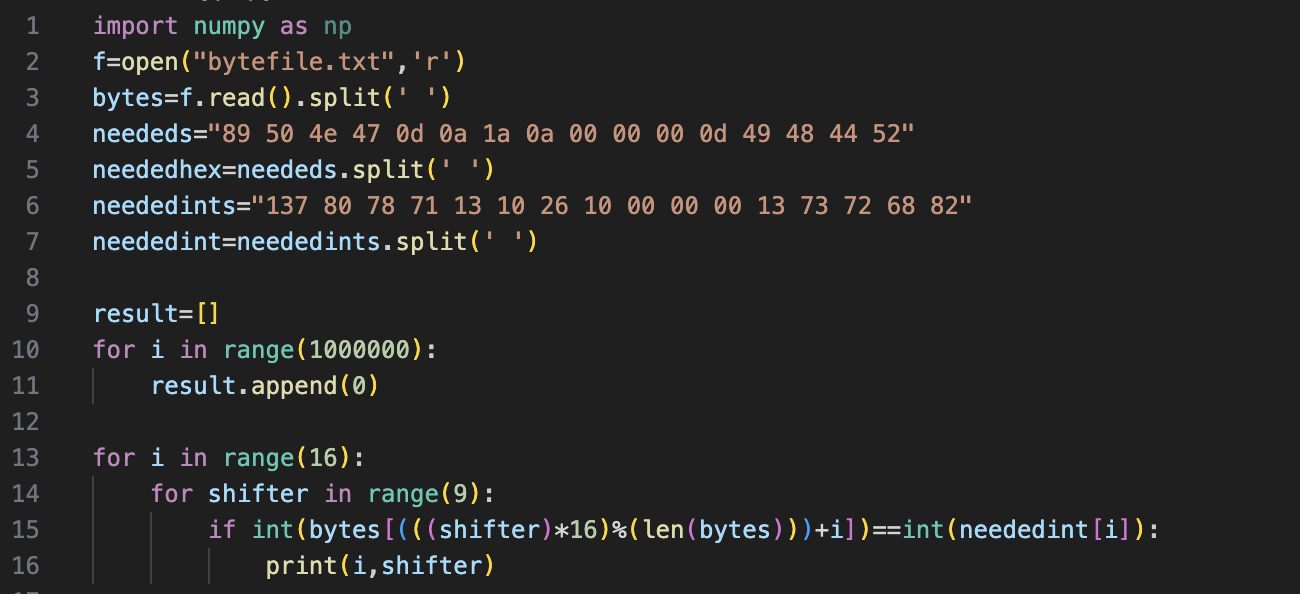 1 import numpy as np
2 f=open("bytefile.txt",'r')
3 bytes=f.read().split(' ')
4 neededs="89 50 4e 47 0d 0a 1a 0a 00 00 00 0d 49 48 44 52"
5 neededhex=neededs.split(' ')
6 neededints="137 80 78 71 13 10 26 10 00 00 00 13 73 72 68 82"
7 neededint=neededints.split(' ')
8
9 result=[]
10 for i in range(1000000):
11     result.append(0)
12
13 for i in range(16):
14     for shifter in range(9):
15         if int(bytes[(((shifter)*16)%(len(bytes)))+i])==int(neededint[i]):
16             print(i,shifter)